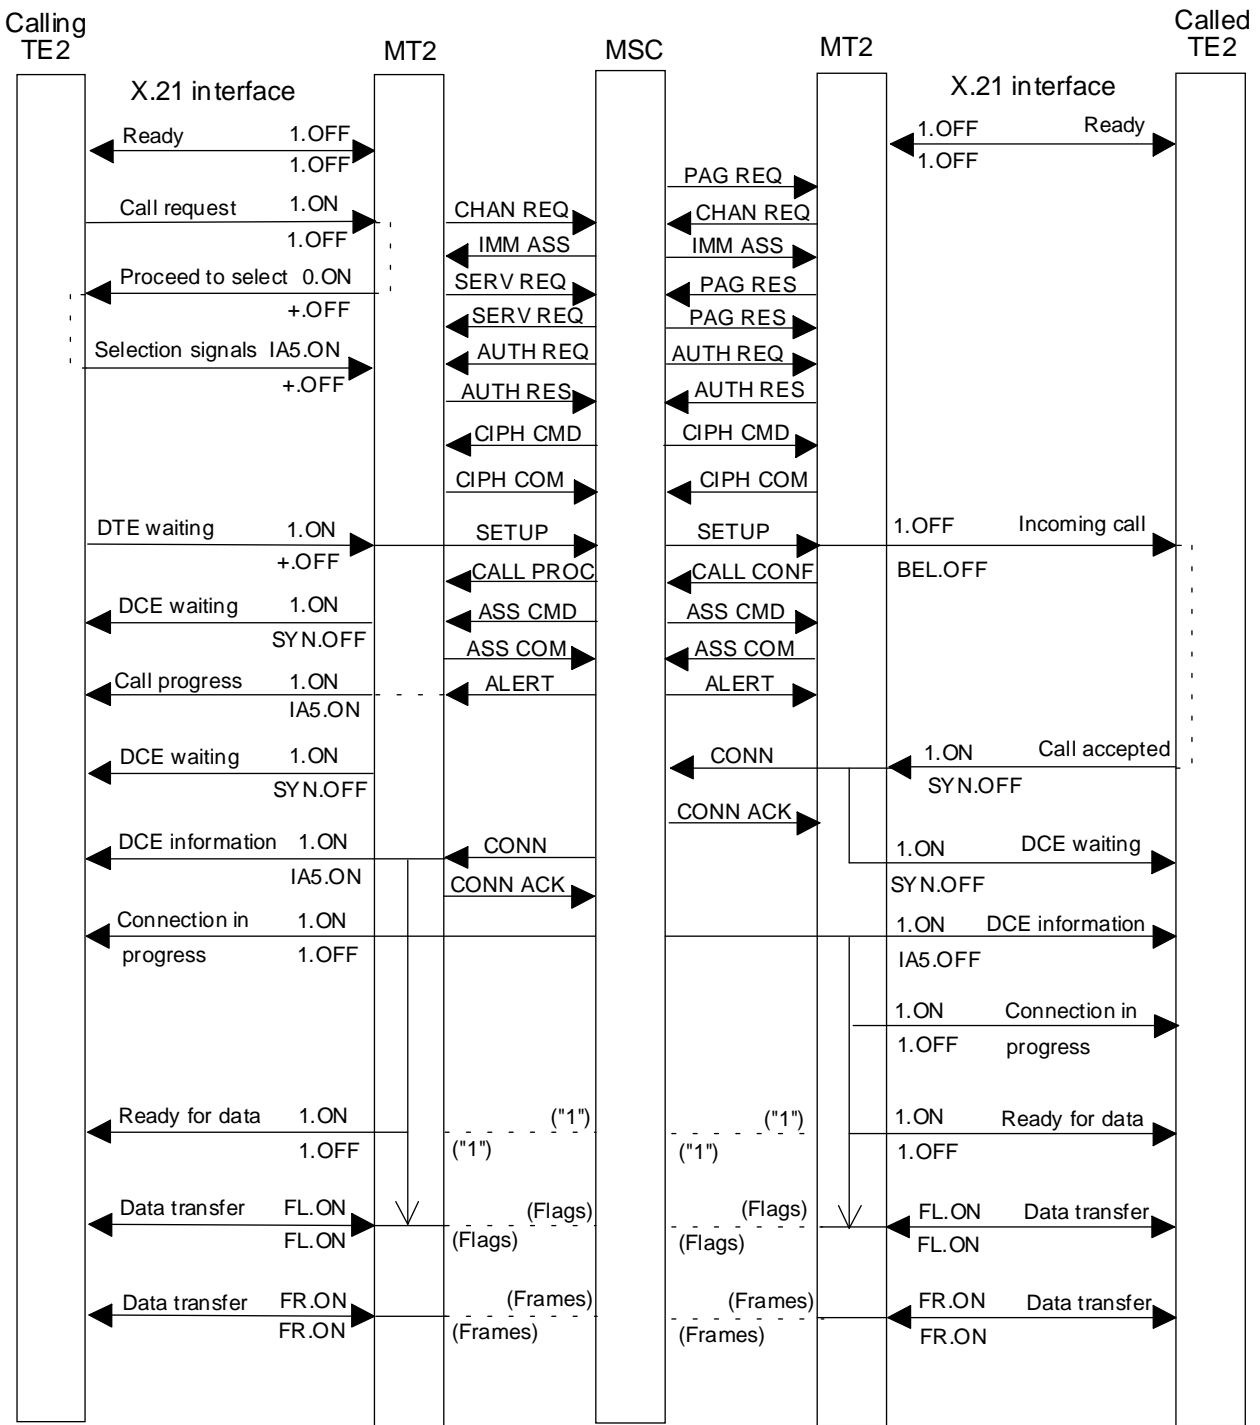 Calling
TE2
MT2
MSC
MT2
Called
TE2
X.21 interface
X.21 interface
Ready 1.OFF
1.OFF
1.OFF Ready
1.OFF
PAG REQ
Call request 1.ON
1.OFF
CHAN REQ
CHAN REQ
IMM ASS
IMM ASS
Proceed to select 0.ON
+.OFF
SERV REQ
PAG RES
SERV REQ
PAG RES
Selection signals IA5.ON
+.OFF
AUTH REQ
AUTH REQ
AUTH RES
AUTH RES
CIPH CMD
CIPH CMD
CIPH COM
CIPH COM
DTE waiting 1.ON
+.OFF
SETUP
SETUP
1.OFF Incoming call
BEL.OFF
CALL PROC
CALL CONF
DCE waiting 1.ON
SYN.OFF
ASS CMD
ASS CMD
ASS COM
ASS COM
Call progress 1.ON
IA5.ON
ALERT
ALERT
DCE waiting 1.ON
SYN.OFF
CONN
1.ON Call accepted
SYN.OFF
CONN ACK
DCE information 1.ON
IA5.ON
CONN
1.ON DCE waiting
SYN.OFF
CONN ACK
Connection in 1.ON
progress 1.OFF
1.ON DCE information
IA5.OFF
1.ON Connection in
1.OFF progress
Ready for data 1.ON
1.OFF
("1")
("1")
("1")
("1")
1.ON Ready for data
1.OFF
Data transfer FL.ON
FL.ON
(Flags)
(Flags)
(Flags)
(Flags)
FL.ON Data transfer
FL.ON
Data transfer FR.ON
FR.ON
(Frames)
(Frames)
(Frames)
(Frames)
FR.ON Data transfer
FR.ON